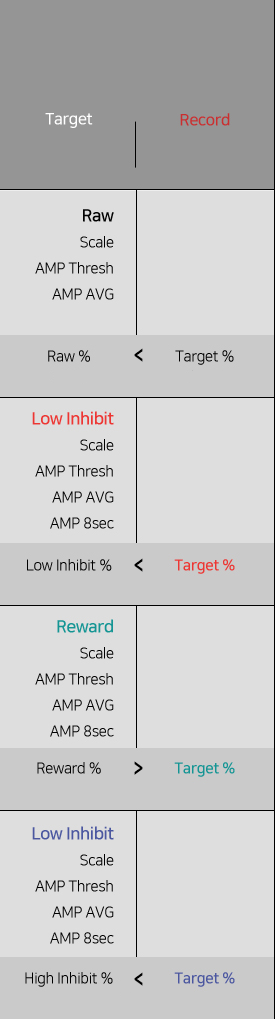 Target Record
Raw
Scale
AMP Thresh
AMP AVG
Raw % < Target %
Low Inhibit
Scale
AMP Thresh
AMP AVG
AMP 8sec
Low Inhibit % < Target %
Reward
Scale
AMP Thresh
AMP AVG
AMP 8sec
Reward % > Target %
Low Inhibit
Scale
AMP Thresh
AMP AVG
AMP 8sec
High Inhibit % < Target %